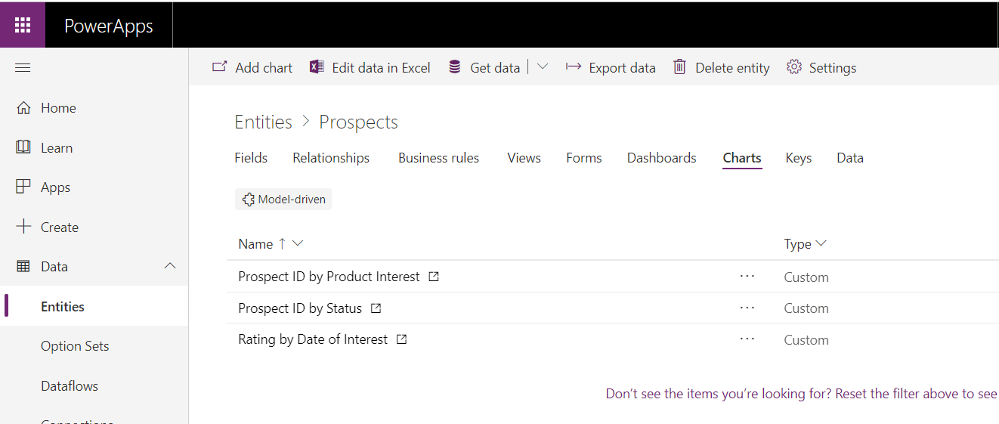 PowerApps
Add chart Edit data in Excel Get data Export data Delete entity Settings
Home
Learn
Apps
Create
Data
Entities
Option Sets
Dataflows
Entities > Prospects
Fields Relationships Business rules Views Forms Dashboards Charts Keys Data
Model-driven
Name ↑ Type
Prospect ID by Product Interest ··· Custom
Prospect ID by Status ··· Custom
Rating by Date of Interest ··· Custom
Don't see the items you're looking for? Reset the filter above to see